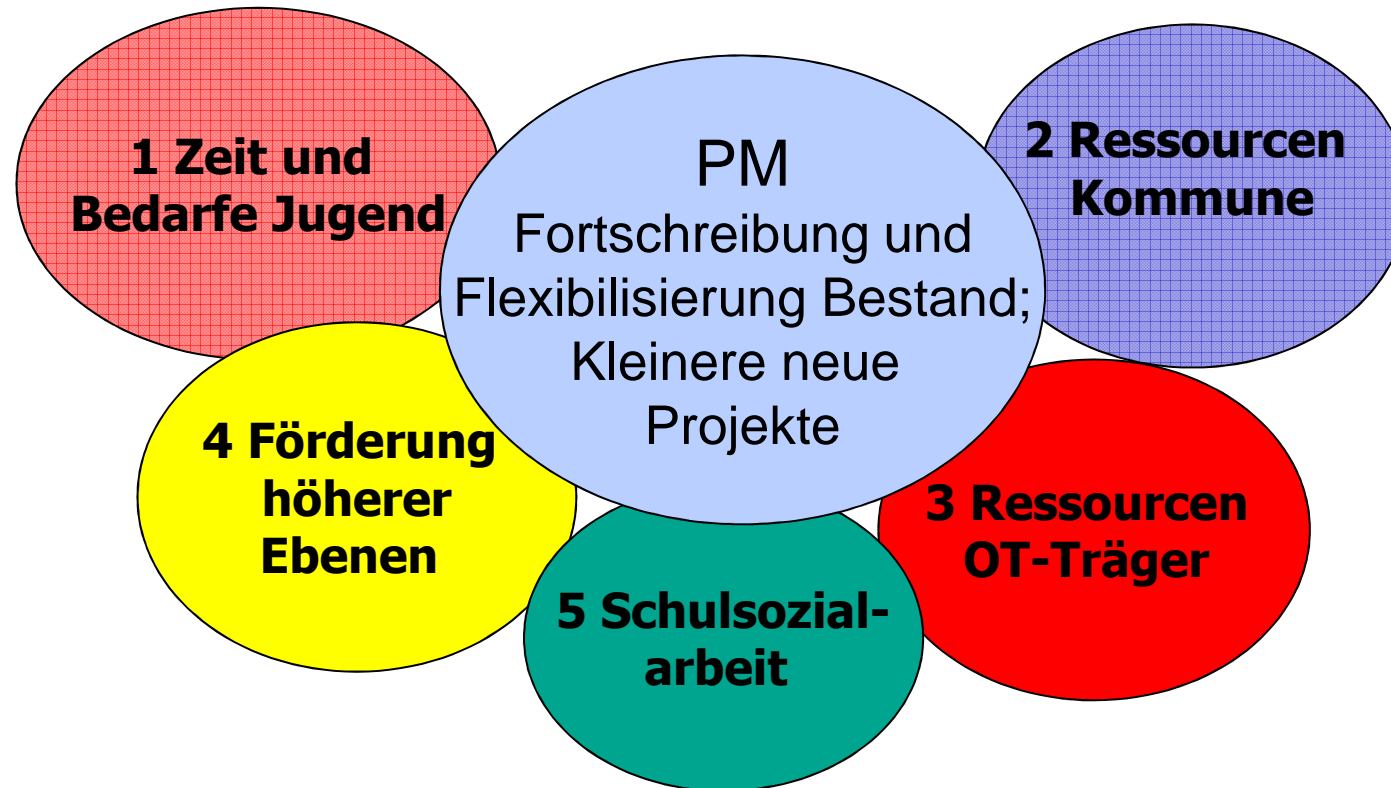 1 Zeit und
Bedarfe Jugend
PM
Fortschreibung und
Flexibilisierung Bestand;
Kleinere neue
Projekte
2 Ressourcen
Kommune
4 Förderung
höherer
Ebenen
3 Ressourcen
OT-Träger
5 Schulsozial-
arbeit